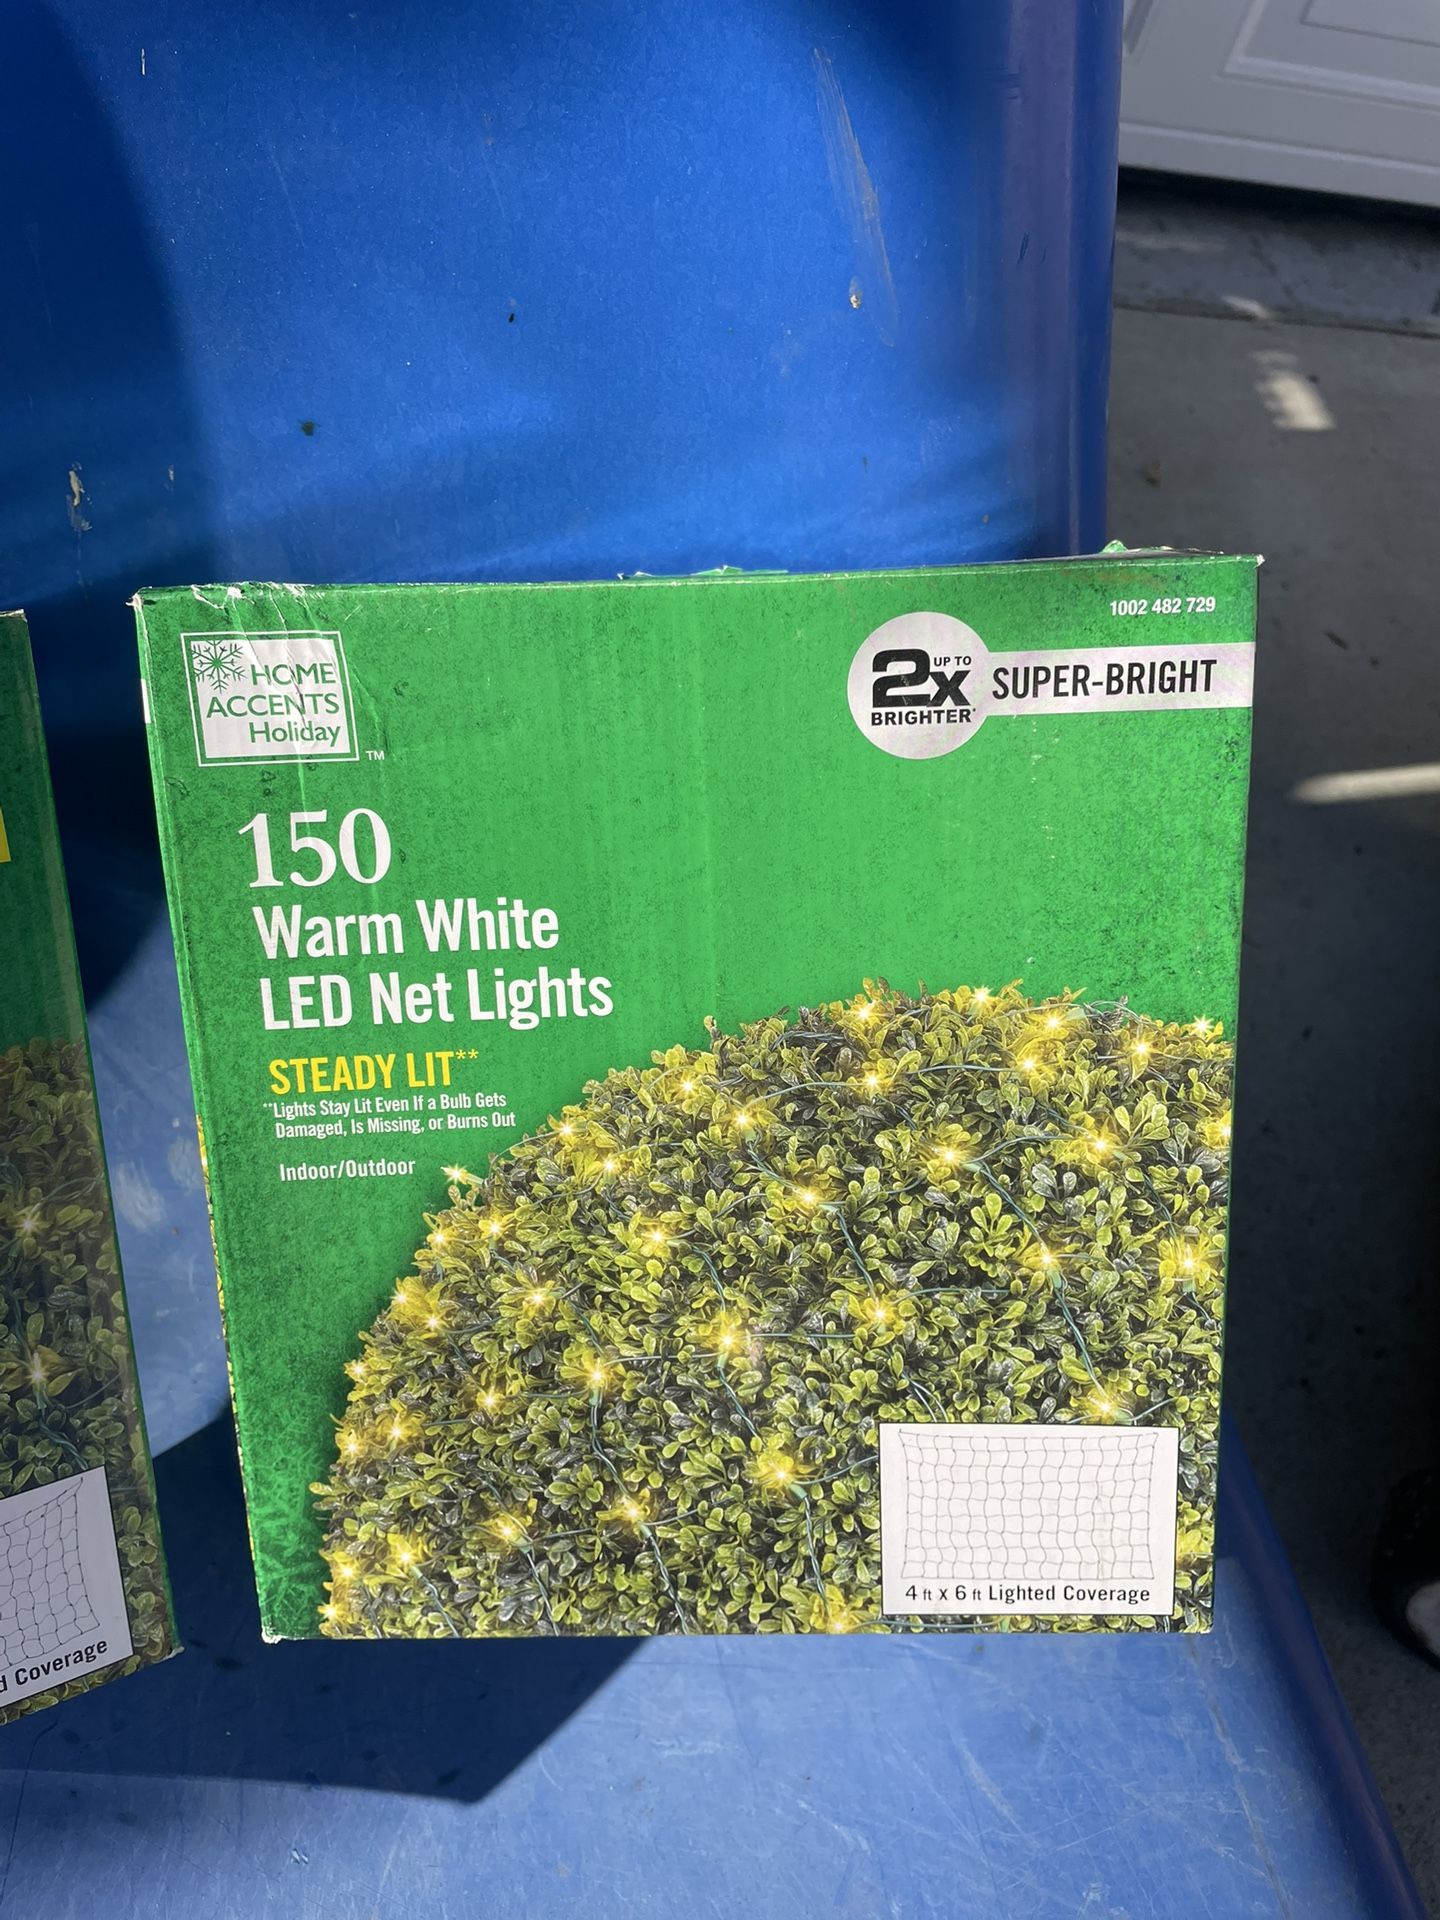 HOME
ACCENTS
Holiday
TM
1002 482 729
UP TO
2X
BRIGHTER*
SUPER-BRIGHT
150
Warm White
LED Net Lights
STEADY LIT**
**Lights Stay Lit Even If a Bulb Gets
Damaged, Is Missing, or Burns Out
Indoor/Outdoor
4 ft x 6 ft Lighted Coverage
d Coverage